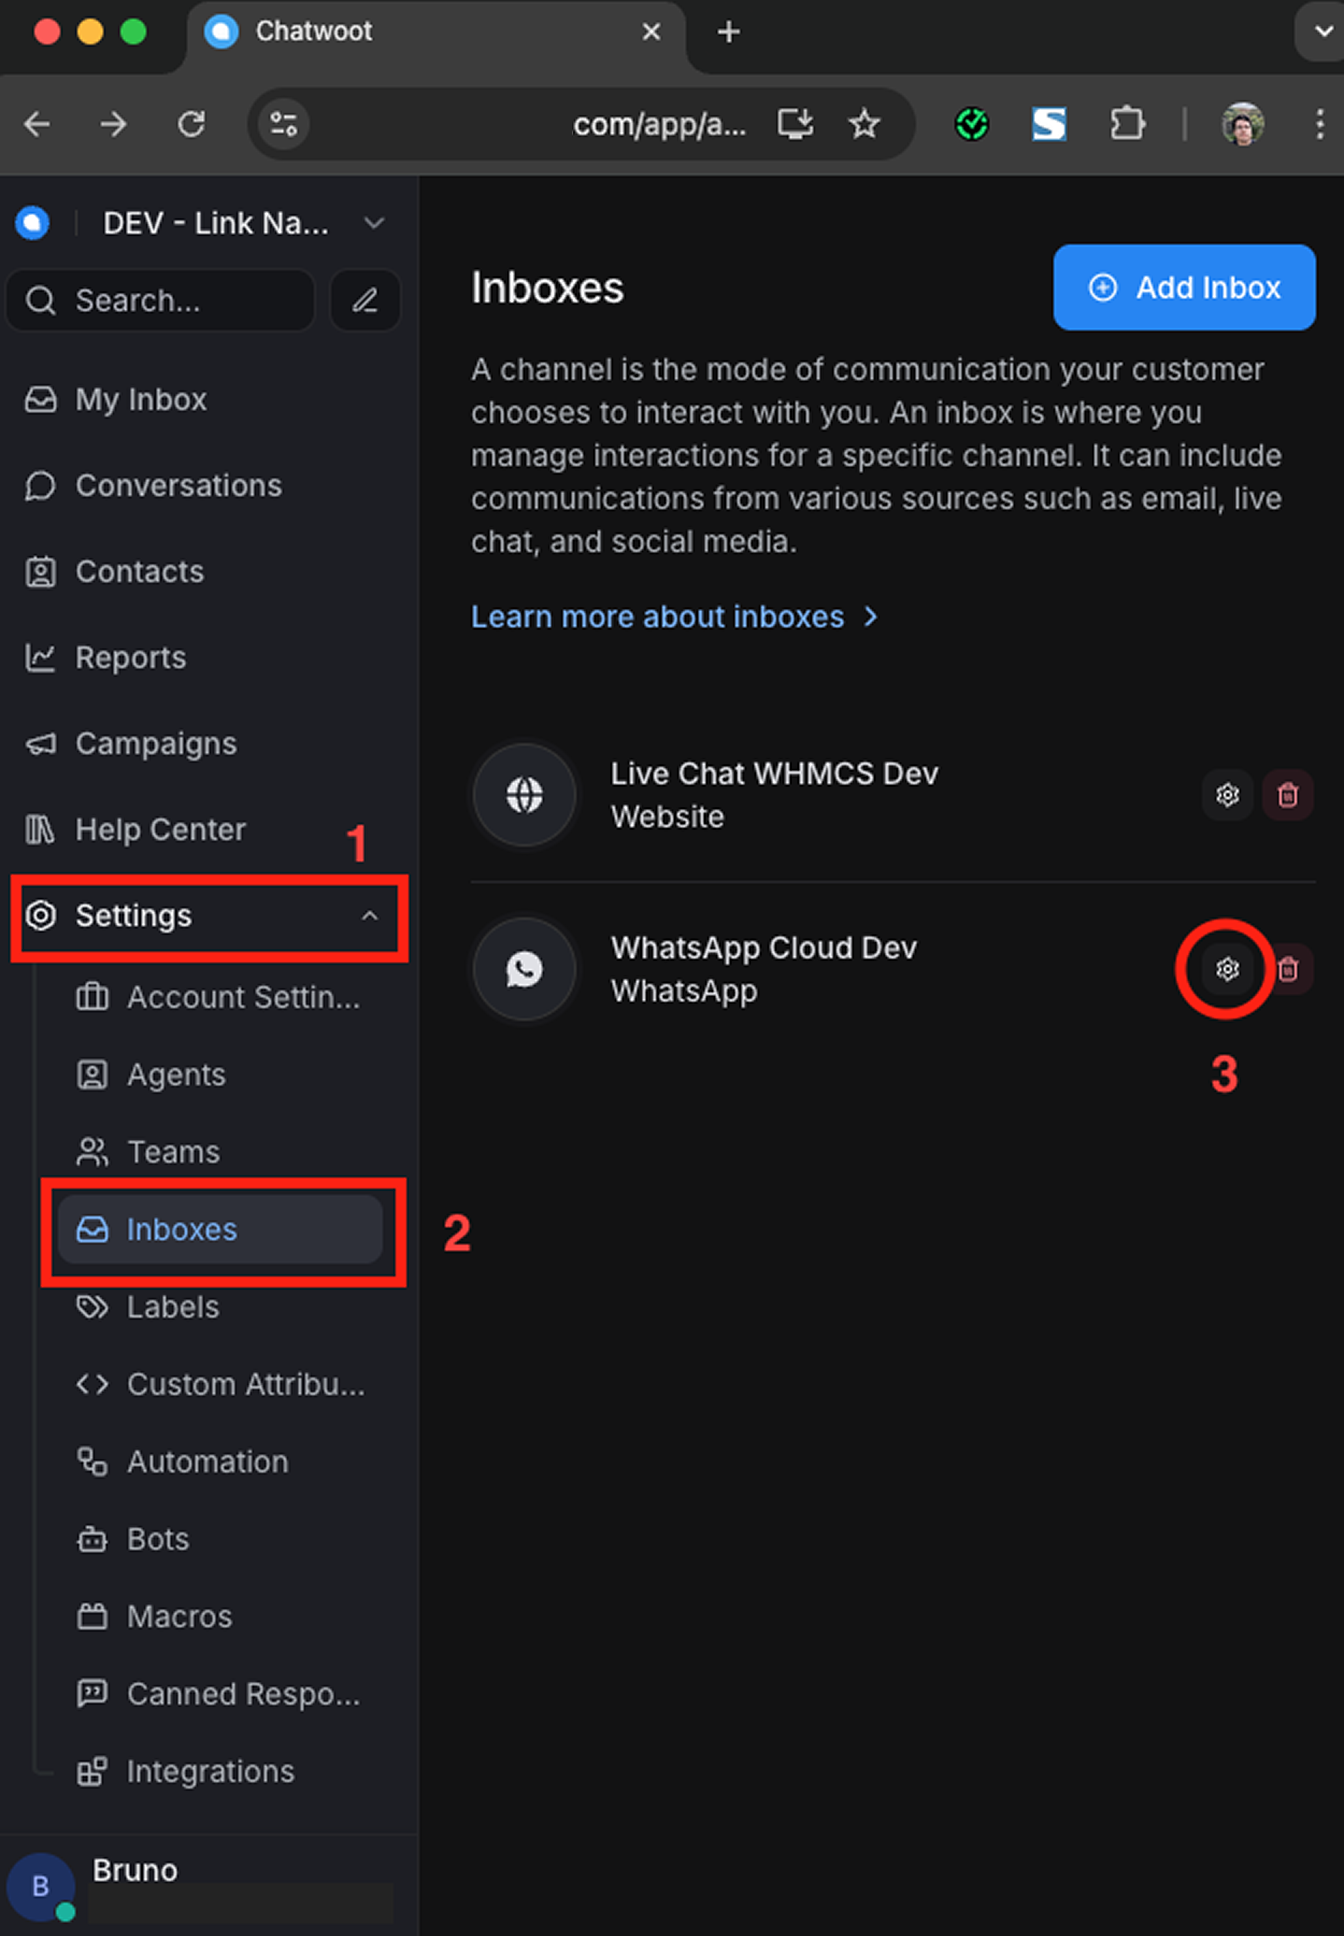 Chatwoot
com/app/a...
DEV - Link Na...
Search...
My Inbox
Conversations
Contacts
Reports
Campaigns
Help Center
1
Settings
Account Settin...
Agents
Teams
Inboxes
2
Labels
Custom Attribu...
Automation
Bots
Macros
Canned Respo...
Integrations
B
Bruno
Inboxes
Add Inbox
A channel is the mode of communication your customer
chooses to interact with you. An inbox is where you
manage interactions for a specific channel. It can include
communications from various sources such as email, live
chat, and social media.
Learn more about inboxes
Live Chat WHMCS Dev
Website
WhatsApp Cloud Dev
WhatsApp
3